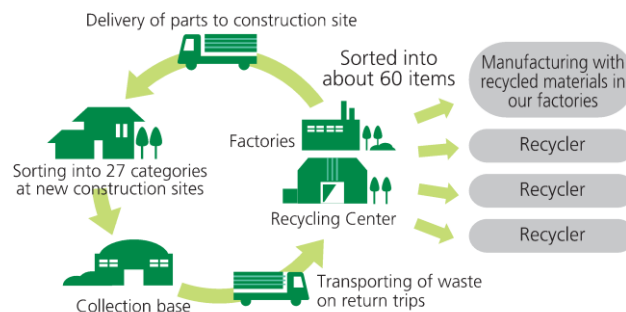 Delivery of parts to construction site
Sorted into
about 60 items
Manufacturing with
recycled materials in
our factories
Factories
Recycler
Sorting into 27 categories
at new construction sites
Recycler
Recycling Center
Recycler
Collection base
Transporting of waste
on return trips